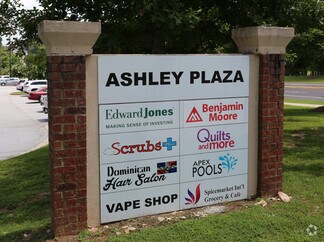 ASHLEY PLAZA
Edward Jones
MAKING SENSE OF INVESTING
Benjamin
Moore
Scrubs+
Quilts
and more
Dominican
Hair Salon
APEX
POOLS
VAPE SHOP
Spicemarket Int'l
Grocery & Cafe